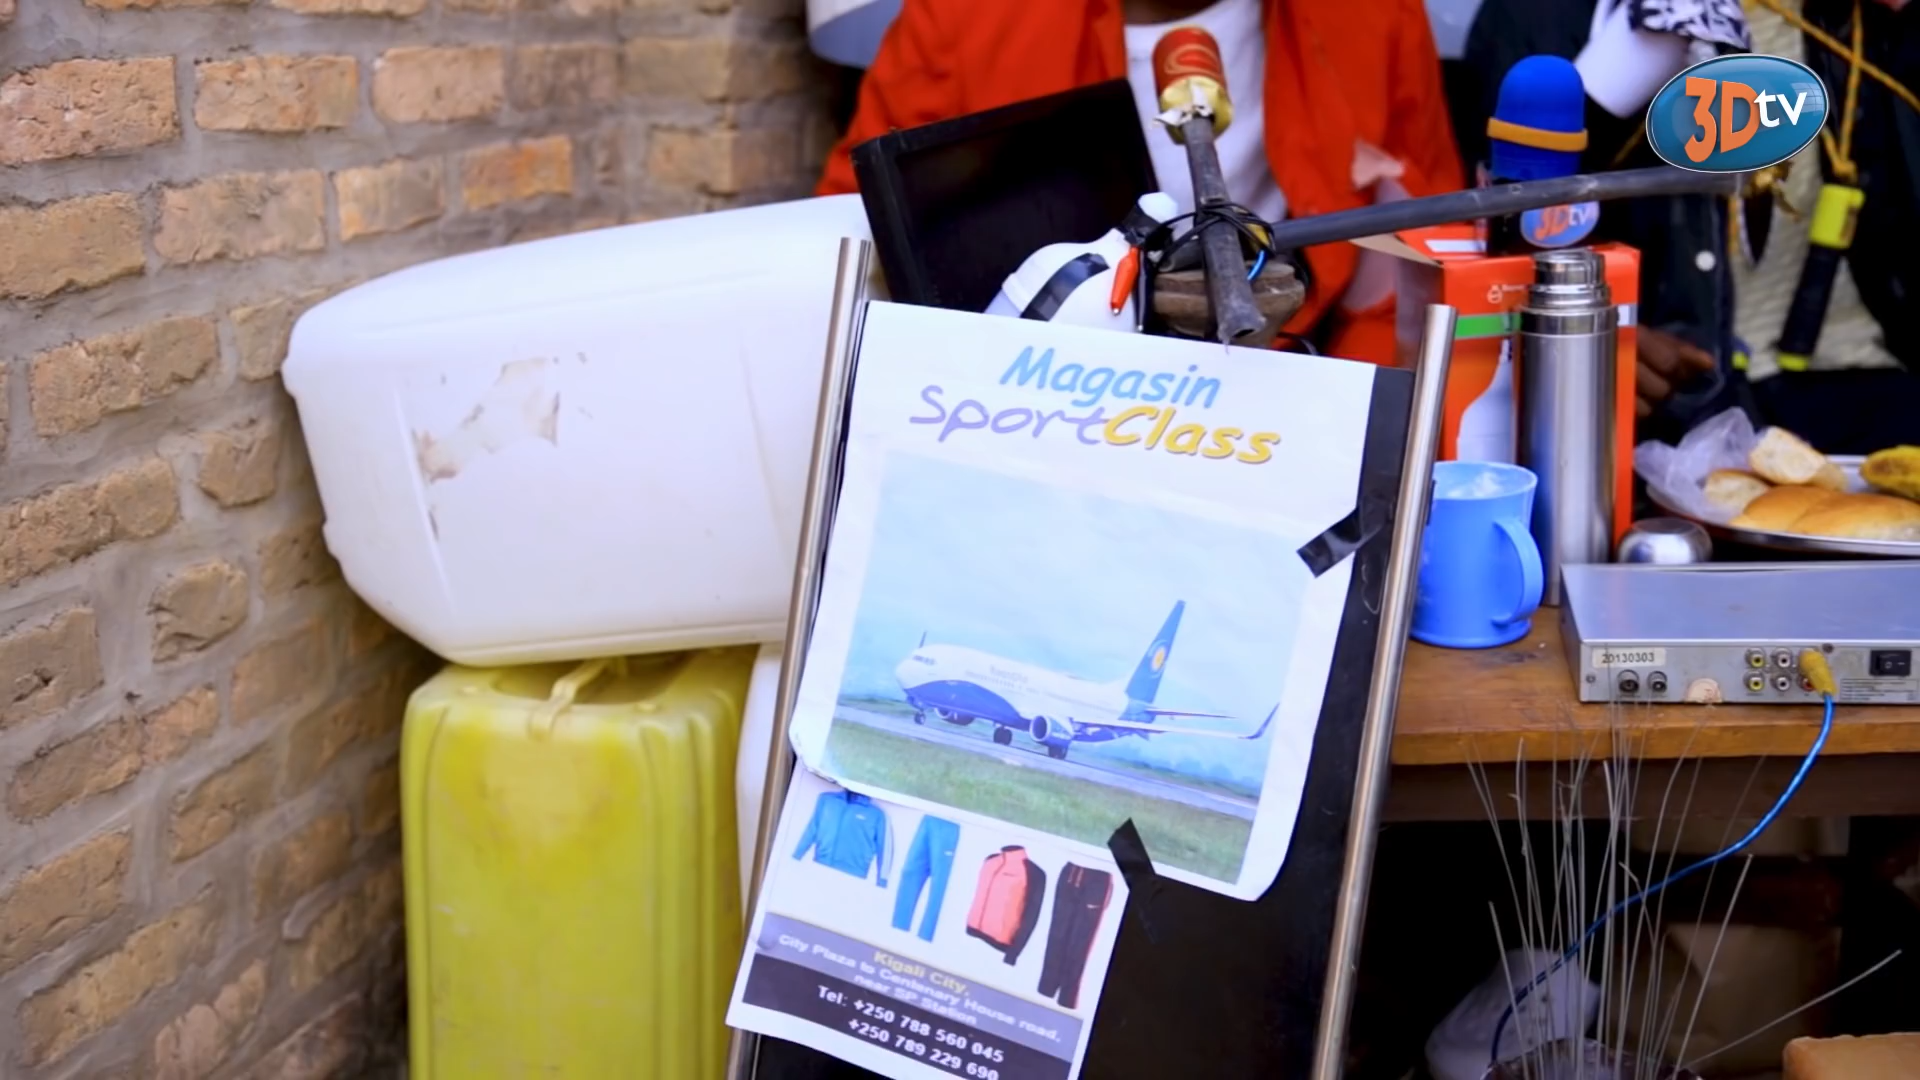 3Dtv
3Dtv
Magasin
SportClass
20130303
Kigali City,
City Plaza to Centenary House road,
near SP Station
Tel: +250 788 560 045
+250 789 229 690